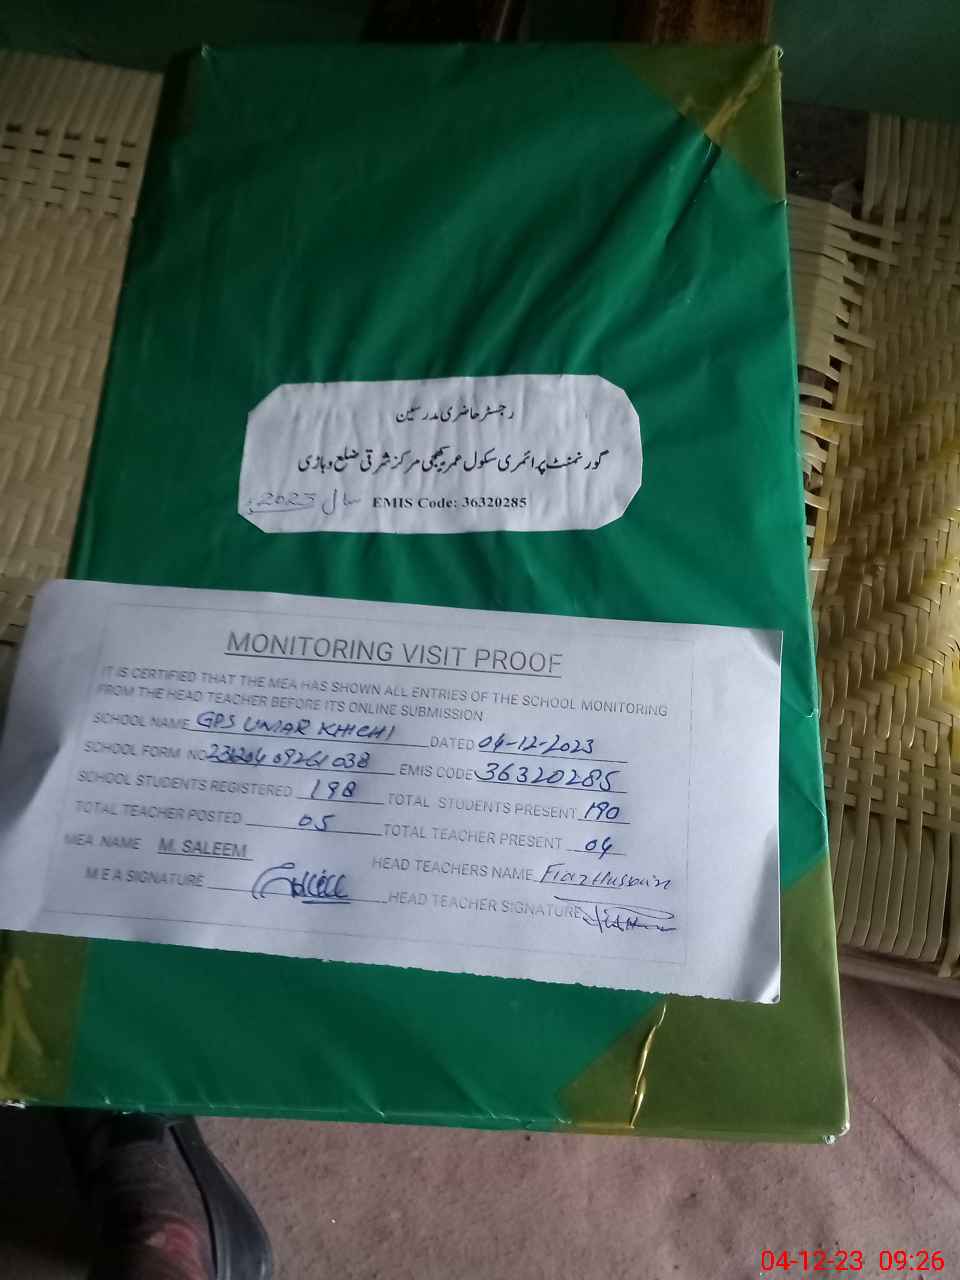 رجسٹر حاضری مدرسین
گورنمنٹ پرائمری سکول عمر کھچی مرکز شرقی ضلع وہاڑی
EMIS Code: 36320285 سال 2023ء
MONITORING VISIT PROOF
IT IS CERTIFIED THAT THE MEA HAS SHOWN ALL ENTRIES OF THE SCHOOL MONITORING
FROM THE HEAD TEACHER BEFORE ITS ONLINE SUBMISSION
SCHOOL NAME GPS UMAR KHICHI DATED 04-12-2023
SCHOOL FORM NO 23120409261038 EMIS CODE 36320285
SCHOOL STUDENTS REGISTERED 198 TOTAL STUDENTS PRESENT 190
TOTAL TEACHER POSTED 05 TOTAL TEACHER PRESENT 04
MEA NAME M. SALEEM HEAD TEACHERS NAME Fiaz Hussain
M E A SIGNATURE HEAD TEACHER SIGNATURE
04-12-23 09:26